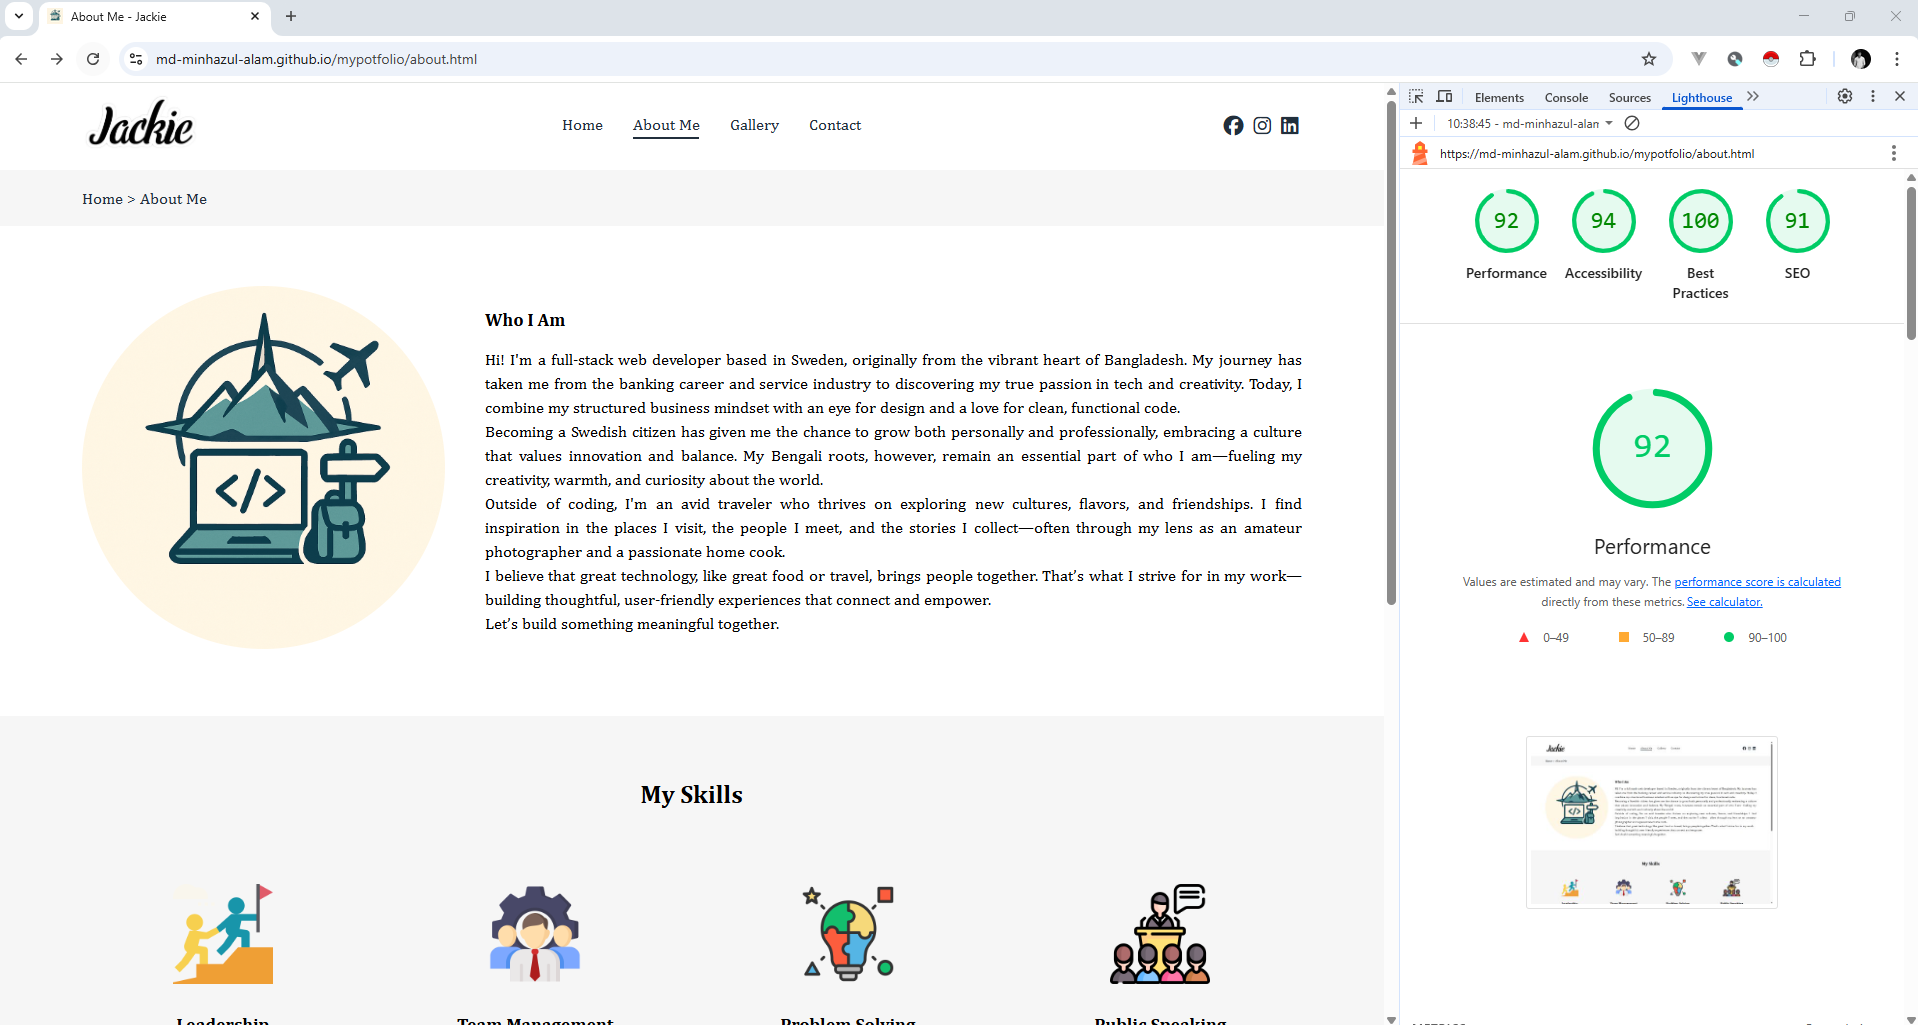 About Me - Jackie
md-minhazul-alam.github.io/mypotfolio/about.html
Jackie
Home
About Me
Gallery
Contact
Home > About Me
</>
Who I Am
Hi! I'm a full-stack web developer based in Sweden, originally from the vibrant heart of Bangladesh. My journey has
taken me from the banking career and service industry to discovering my true passion in tech and creativity. Today, I
combine my structured business mindset with an eye for design and a love for clean, functional code.
Becoming a Swedish citizen has given me the chance to grow both personally and professionally, embracing a culture
that values innovation and balance. My Bengali roots, however, remain an essential part of who I am—fueling my
creativity, warmth, and curiosity about the world.
Outside of coding, I'm an avid traveler who thrives on exploring new cultures, flavors, and friendships. I find
inspiration in the places I visit, the people I meet, and the stories I collect—often through my lens as an amateur
photographer and a passionate home cook.
I believe that great technology, like great food or travel, brings people together. That’s what I strive for in my work—
building thoughtful, user-friendly experiences that connect and empower.
Let’s build something meaningful together.
My Skills
Leadership
Team Management
Problem Solving
Public Speaking
Elements
Console
Sources
Lighthouse
10:38:45 - md-minhazul-alam
https://md-minhazul-alam.github.io/mypotfolio/about.html
92
94
100
91
Performance
Accessibility
Best
Practices
SEO
92
Performance
Values are estimated and may vary. The performance score is calculated
directly from these metrics. See calculator.
0–49
50–89
90–100